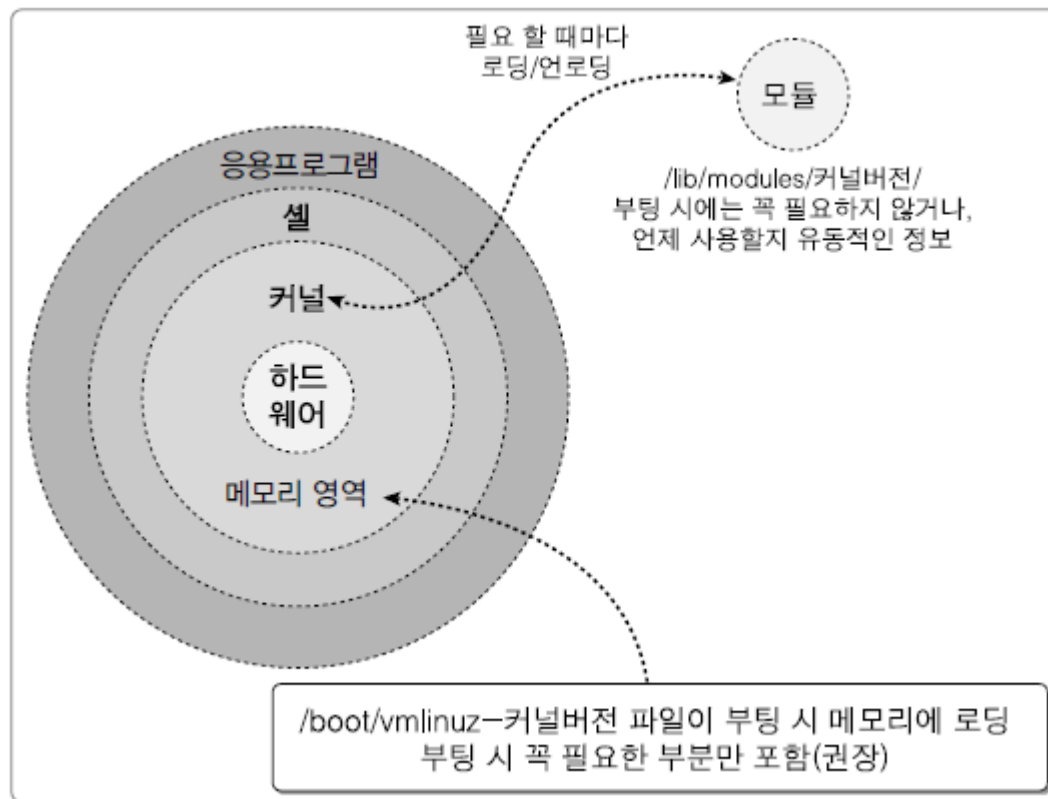 필요 할 때마다
로딩/언로딩
모듈
/lib/modules/커널버전/
부팅 시에는 꼭 필요하지 않거나,
언제 사용할지 유동적인 정보
응용프로그램
셸
커널
하드
웨어
메모리 영역
/boot/vmlinuz–커널버전 파일이 부팅 시 메모리에 로딩
부팅 시 꼭 필요한 부분만 포함(권장)